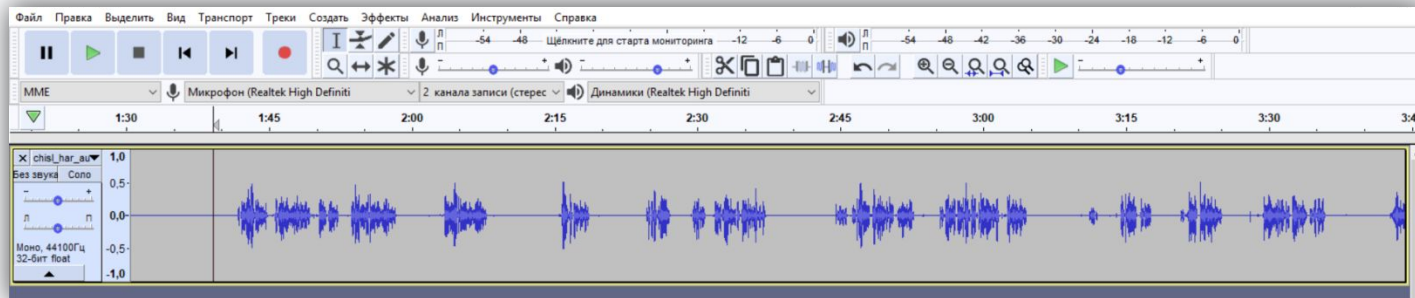 Файл Правка Выделить Вид Транспорт Треки Создать Эффекты Анализ Инструменты Справка
Л П -54 -48 Щёлкните для старта мониторинга -12 -6 0 Л П -54 -48 -42 -36 -30 -24 -18 -12 -6 0
MME Микрофон (Realtek High Definiti 2 канала записи (стерес Динамики (Realtek High Definiti
1:30 1:45 2:00 2:15 2:30 2:45 3:00 3:15 3:30 3:4
chisi_har_au 1,0
Без звука Соло
0,5
- +
Л П 0,0
Моно, 44100Гц -0,5
32-бит float
-1,0